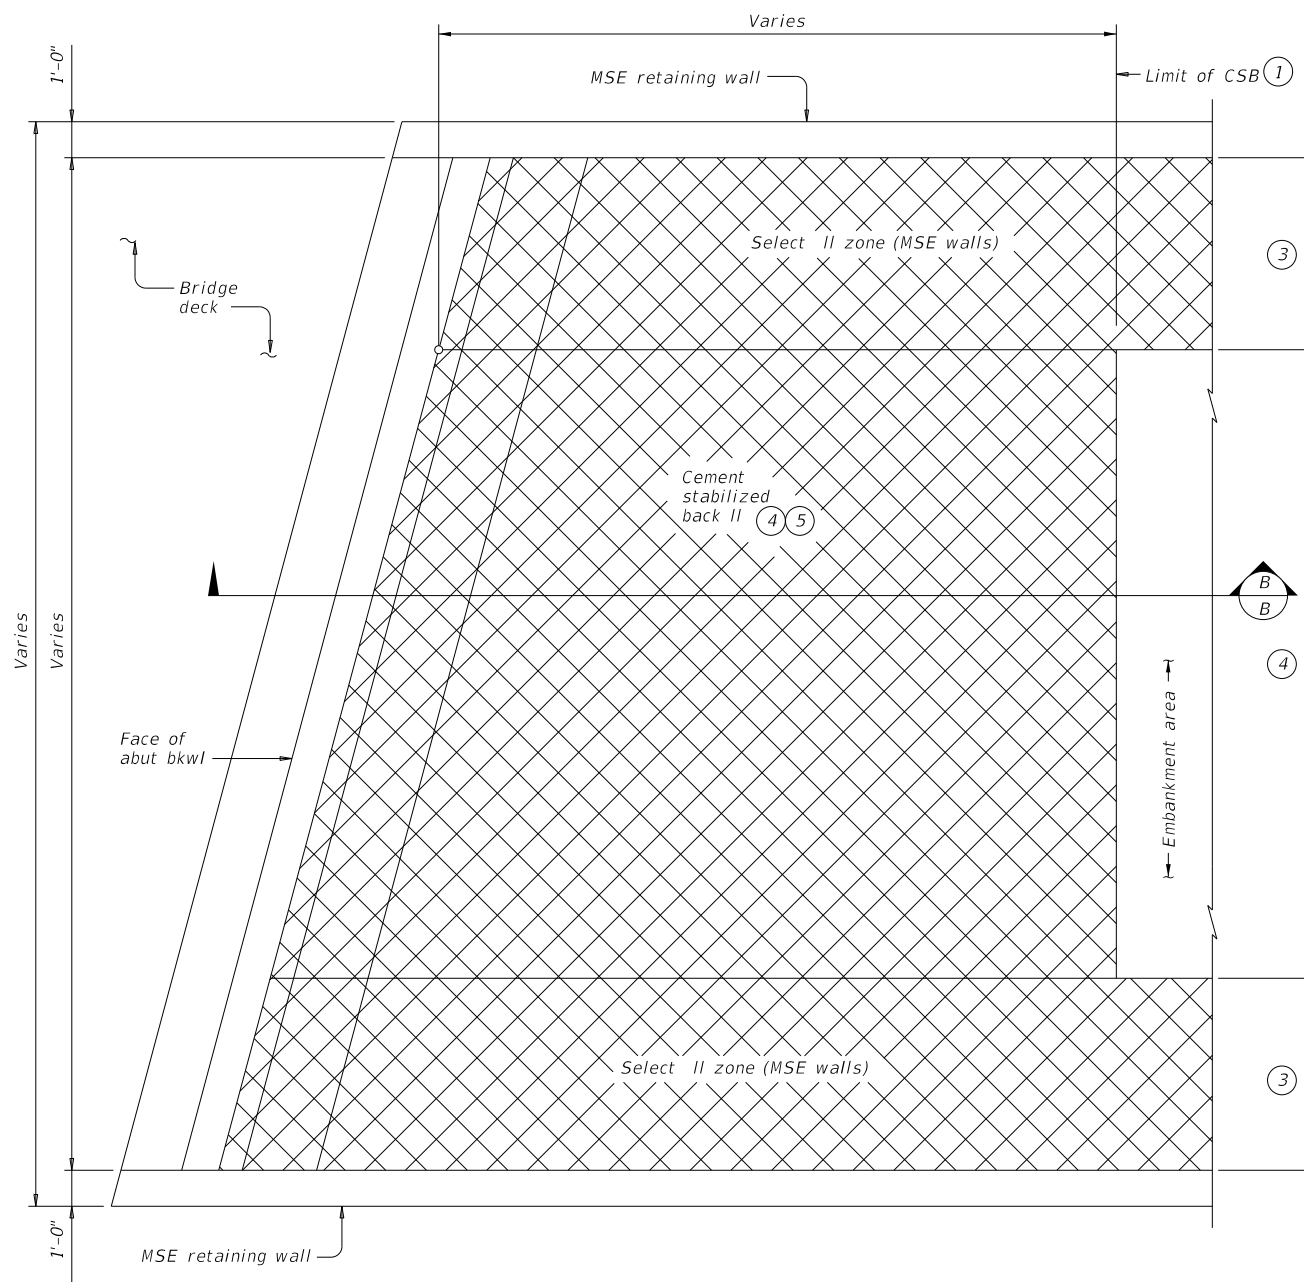 Varies
1'-0"
MSE retaining wall
Limit of CSB 1
Select ll zone (MSE walls)
3
Bridge
deck
Cement
stabilized
back ll 4 5
B
B
Varies
Varies
4
Embankment area
Face of
abut bkwl
Select ll zone (MSE walls)
3
1'-0"
MSE retaining wall